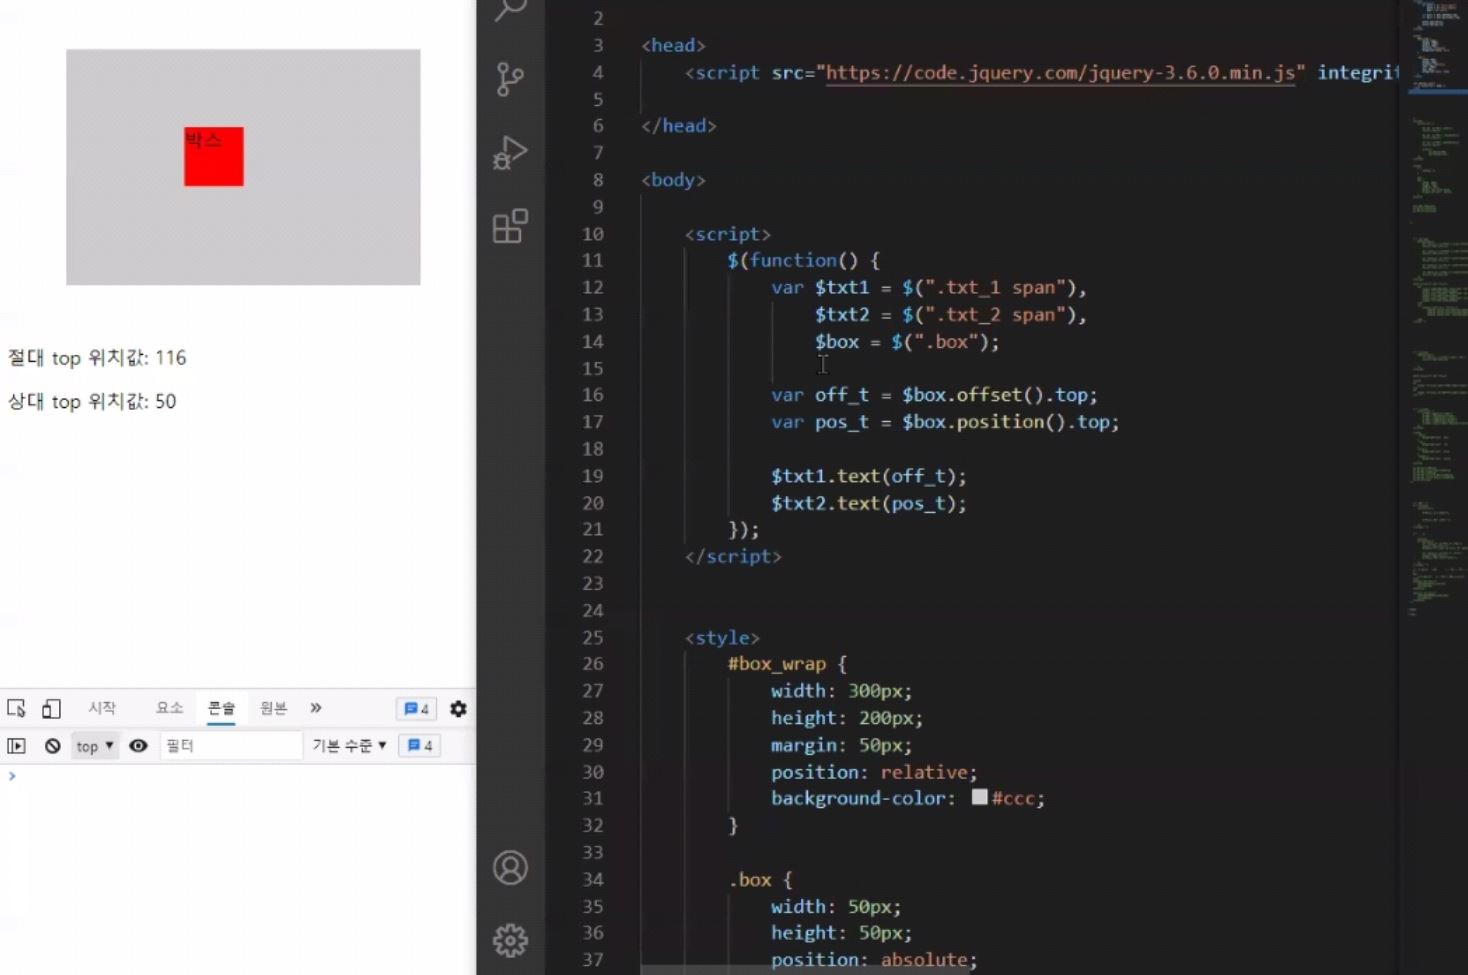 박스
절대 top 위치값: 116
상대 top 위치값: 50
시작 요소 콘솔 원본 » 4
top ▼ 필터 기본 수준 ▼ 4
›
2
3 <head>
4 <script src="https://code.jquery.com/jquery-3.6.0.min.js" integrit
5
6 </head>
7
8 <body>
9
10 <script>
11 $(function() {
12 var $txt1 = $(".txt_1 span"),
13 $txt2 = $(".txt_2 span"),
14 $box = $(".box");
15
16 var off_t = $box.offset().top;
17 var pos_t = $box.position().top;
18
19 $txt1.text(off_t);
20 $txt2.text(pos_t);
21 });
22 </script>
23
24
25 <style>
26 #box_wrap {
27 width: 300px;
28 height: 200px;
29 margin: 50px;
30 position: relative;
31 background-color: #ccc;
32 }
33
34 .box {
35 width: 50px;
36 height: 50px;
37 position: absolute;